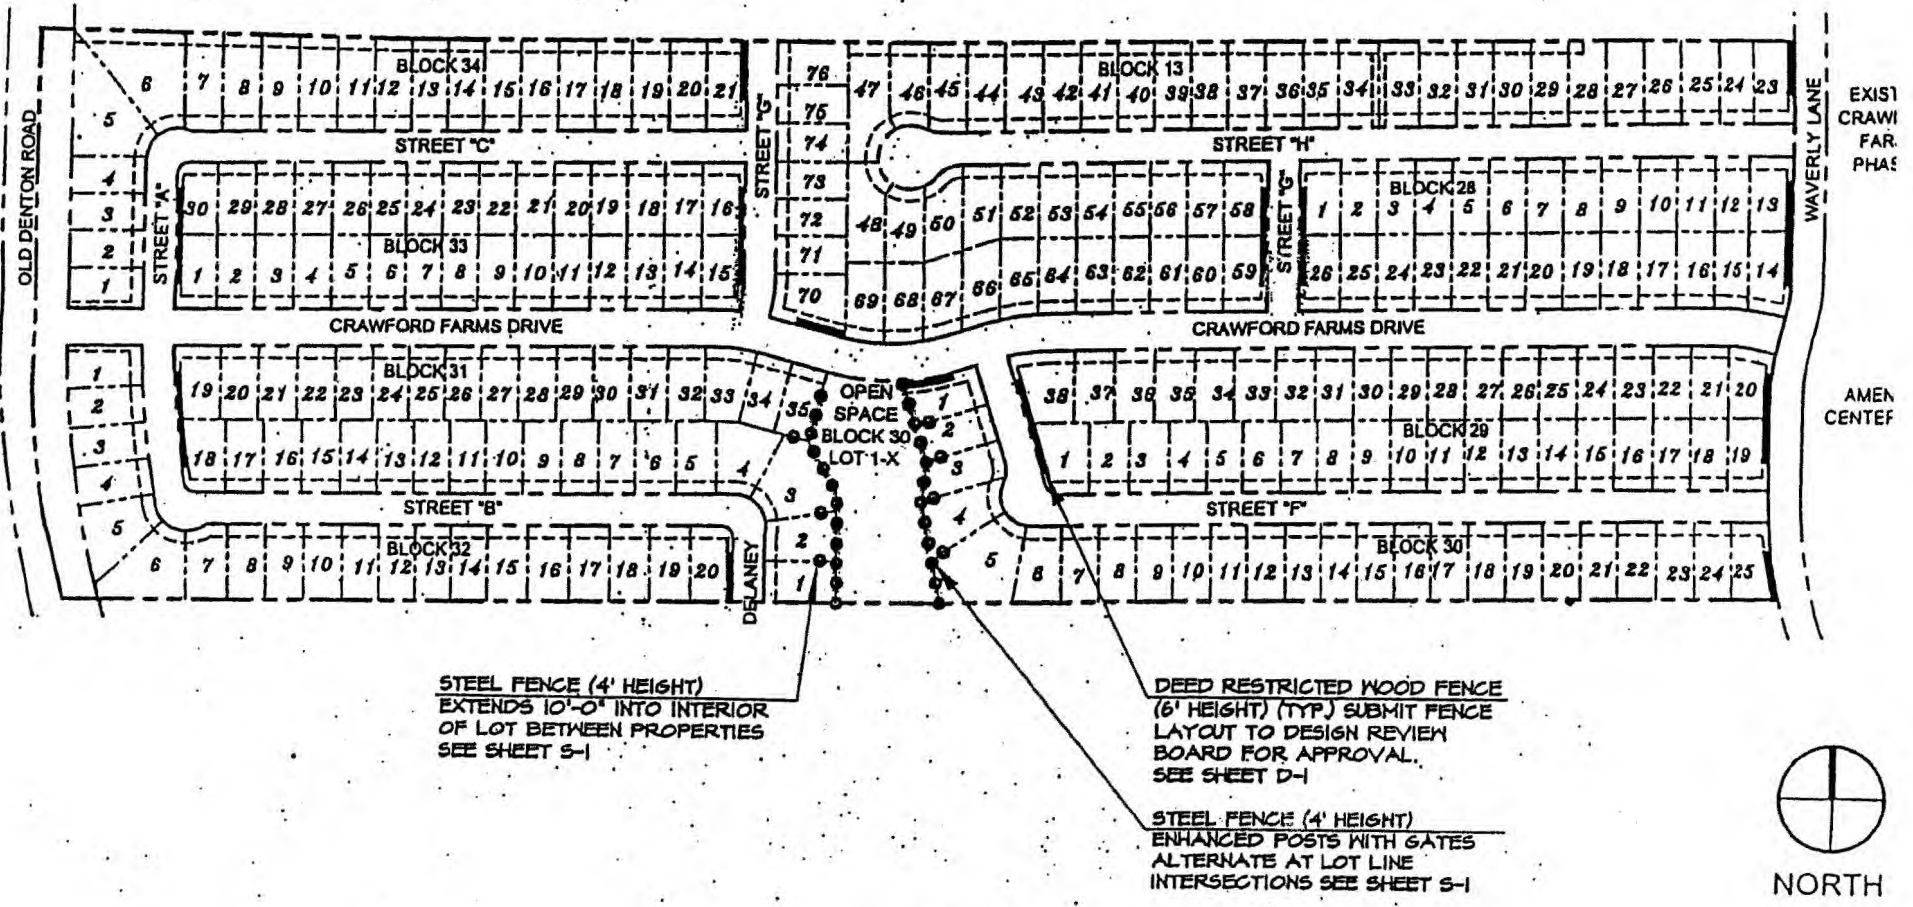 OLD DENTON ROAD
6 7 8 9 10 11 12 13 14 15 16 17 18 19 20 21
BLOCK 34
5
4
3
2
1
STREET "A"
STREET "C"
30 29 28 27 26 25 24 23 22 21 20 19 18 17 16
BLOCK 33
1 2 3 4 5 6 7 8 9 10 11 12 13 14 15
STREET "G"
76
75
74
73
72
71
70
47 46 45 44 43 42 41 40 39 38 37 36 35 34 33 32 31 30 29 28 27 26 25 24 23
BLOCK 13
STREET "H"
48 49 50 51 52 53 54 55 56 57 58
69 68 67 66 65 64 63 62 61 60 59
STREET "G"
BLOCK 28
1 2 3 4 5 6 7 8 9 10 11 12 13
26 25 24 23 22 21 20 19 18 17 16 15 14
WAVERLY LANE
EXIST
CRAWF
FAR
PHAS
CRAWFORD FARMS DRIVE
CRAWFORD FARMS DRIVE
1
2
3
4
5
BLOCK 31
19 20 21 22 23 24 25 26 27 28 29 30 31 32 33 34 35
18 17 16 15 14 13 12 11 10 9 8 7 6 5 4
3
2
1
STREET "B"
BLOCK 32
6 7 8 9 10 11 12 13 14 15 16 17 18 19 20
DELANEY
OPEN
SPACE
BLOCK 30
LOT 1-X
1
2
3
4
5
38 37 36 35 34 33 32 31 30 29 28 27 26 25 24 23 22 21 20
BLOCK 29
1 2 3 4 5 6 7 8 9 10 11 12 13 14 15 16 17 18 19
STREET "F"
BLOCK 30
6 7 8 9 10 11 12 13 14 15 16 17 18 19 20 21 22 23 24 25
AMEN
CENTER
STEEL FENCE (4' HEIGHT)
EXTENDS 10'-0" INTO INTERIOR
OF LOT BETWEEN PROPERTIES
SEE SHEET S-1
DEED RESTRICTED WOOD FENCE
(6' HEIGHT) (TYP.) SUBMIT FENCE
LAYOUT TO DESIGN REVIEW
BOARD FOR APPROVAL.
SEE SHEET D-1
STEEL FENCE (4' HEIGHT)
ENHANCED POSTS WITH GATES
ALTERNATE AT LOT LINE
INTERSECTIONS SEE SHEET S-1
NORTH